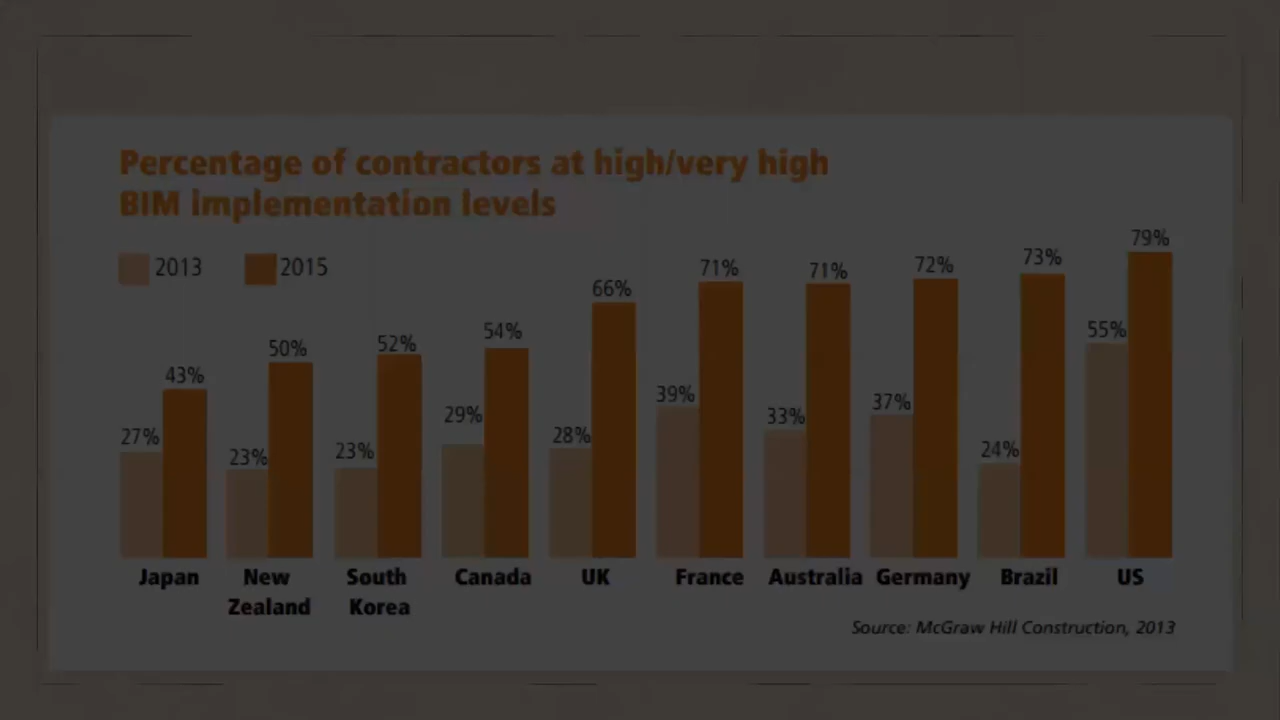 Percentage of contractors at high/very high
BIM implementation levels
2013 2015
27% 43%
23% 50%
23% 52%
29% 54%
28% 66%
39% 71%
33% 71%
37% 72%
24% 73%
55% 79%
Japan
New
Zealand
South
Korea
Canada
UK
France
Australia
Germany
Brazil
US
Source: McGraw Hill Construction, 2013